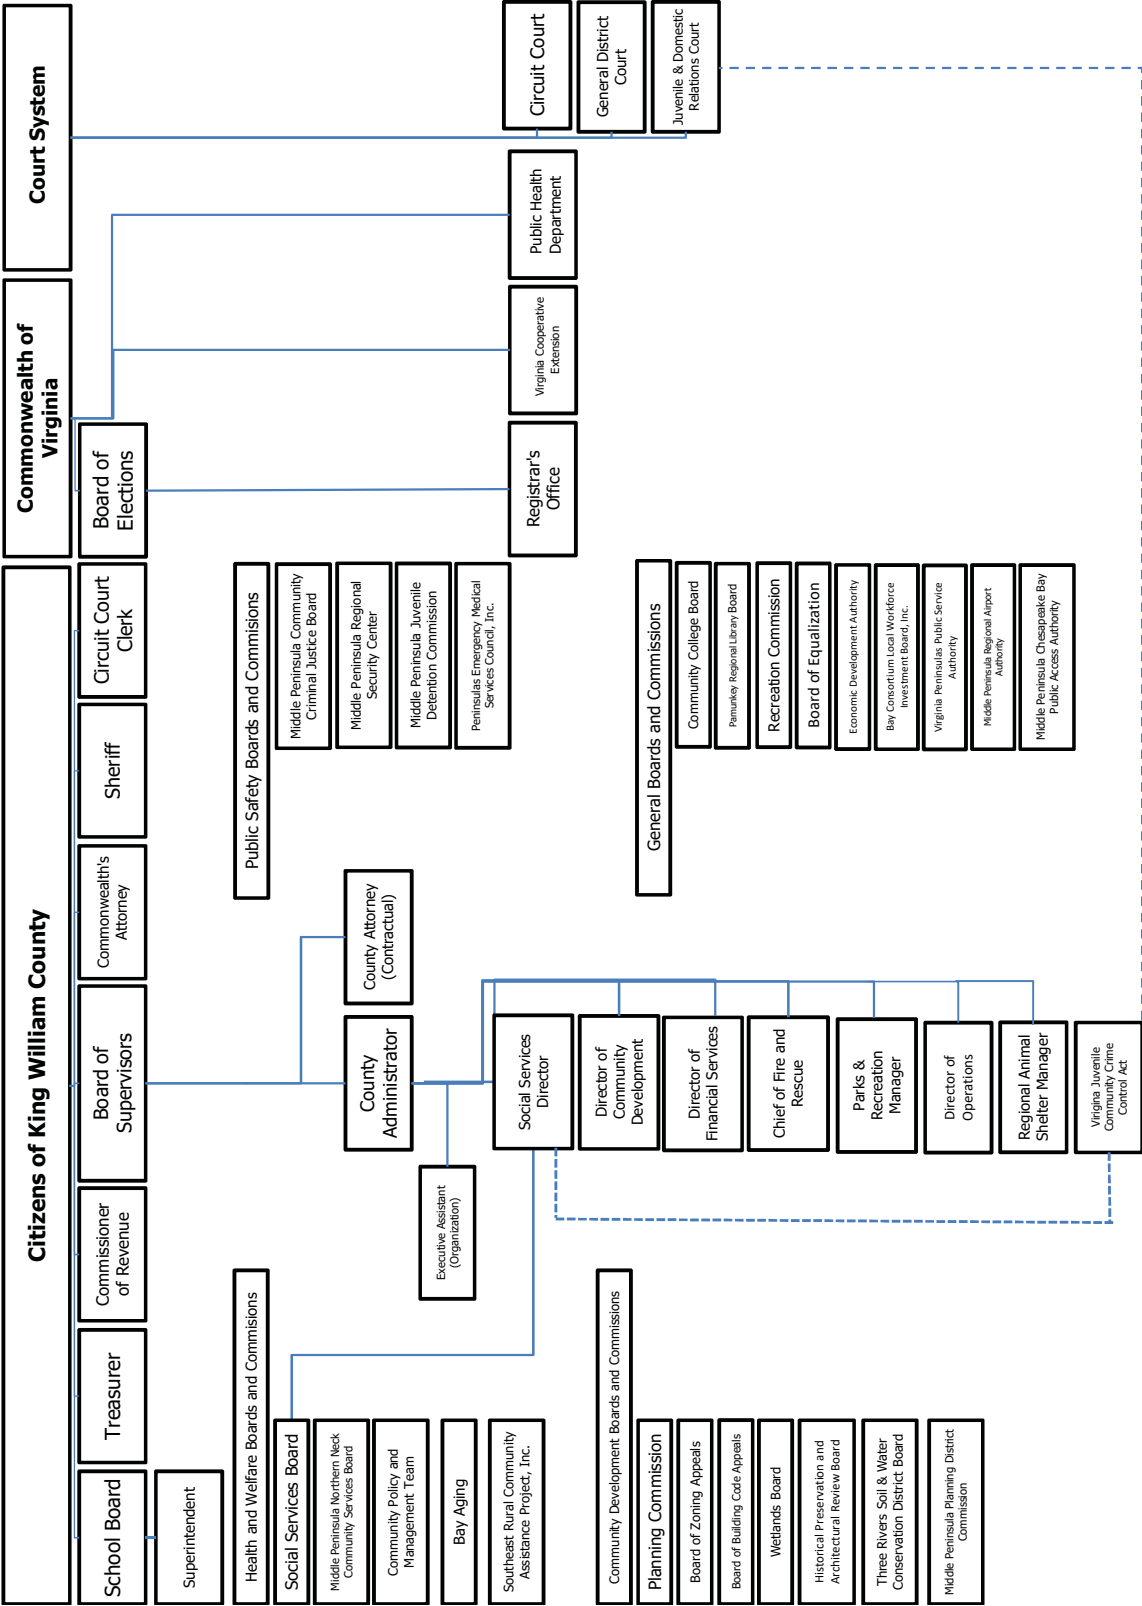 Citizens of King William County
Commonwealth of
Virginia
Court System
School Board
Treasurer
Commissioner
of Revenue
Board of
Supervisors
Commonwealth's
Attorney
Sheriff
Circuit Court
Clerk
Board of
Elections
Superintendent
Health and Welfare Boards and Commisions
Social Services Board
Middle Peninsula Northern Neck
Community Services Board
Community Policy and
Management Team
Bay Aging
Southeast Rural Community
Assistance Project, Inc.
Public Safety Boards and Commisions
Middle Peninsula Community
Criminal Justice Board
Middle Peninsula Regional
Security Center
Middle Peninsula Juvenile
Detention Commission
Peninsulas Emergency Medical
Services Council, Inc.
County
Administrator
County Attorney
(Contractual)
Executive Assistant
(Organization)
Social Services
Director
Director of
Community
Development
Director of
Financial Services
Chief of Fire and
Rescue
Parks &
Recreation
Manager
Director of
Operations
Regional Animal
Shelter Manager
Virigina Juvenile
Community Crime
Control Act
Registrar's
Office
Virginia Cooperative
Extension
Public Health
Department
Circuit Court
General District
Court
Juvenile & Domestic
Relations Court
Community Development Boards and Commissions
Planning Commission
Board of Zoning Appeals
Board of Building Code Appeals
Wetlands Board
Historical Preservation and
Architectural Review Board
Three Rivers Soil & Water
Conservation District Board
Middle Peninsula Planning District
Commission
General Boards and Commissions
Community College Board
Pamunkey Regional Library Board
Recreation Commission
Board of Equalization
Economic Development Authority
Bay Consortium Local Workforce
Investment Board, Inc.
Virginia Peninsulas Public Service
Authority
Middle Peninsula Regional Airport
Authority
Middle Peninsula Chesapeake Bay
Public Access Authority